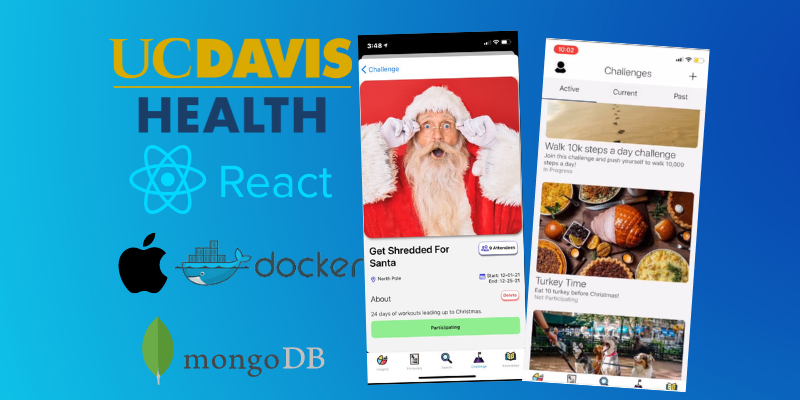 UCDAVIS
HEALTH
React
docker
mongoDB
3:48
Challenge
Get Shredded For
Santa
9 Attendees
North Pole
Start: 12-01-21
End: 12-25-21
About
Delete
24 days of workouts leading up to Christmas.
Participating
Search
Challenge
10:02
Challenges
+
Active
Current
Past
Walk 10k steps a day challenge
Join this challenge and push yourself to walk 10,000
steps a day!
In Progress
Turkey Time
Eat 10 turkey before Christmas!
Not Participating